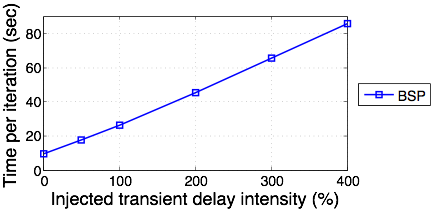 Time per iteration (sec)
80
60
40
20
0
0 100 200 300 400
Injected transient delay intensity (%)
BSP